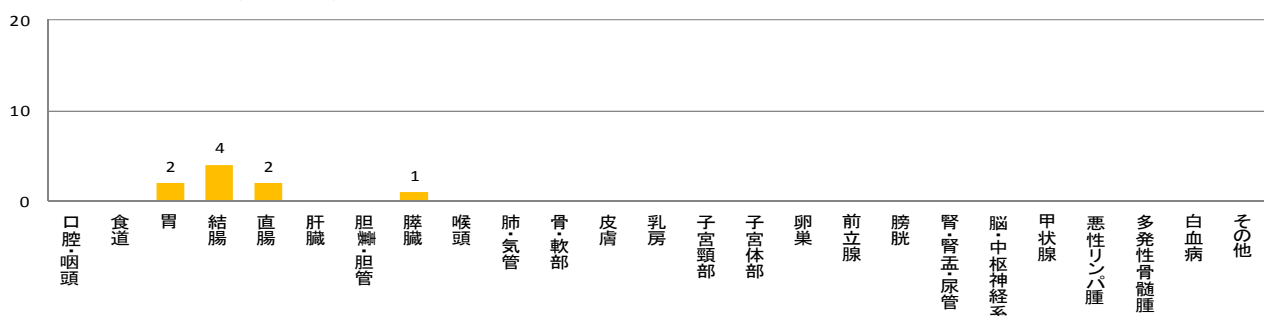 20
10
0
2
4
2
1
口腔・咽頭
食道
胃
結腸
直腸
肝臓
胆嚢・胆管
膵臓
喉頭
肺・気管
骨・軟部
皮膚
乳房
子宮頸部
子宮体部
卵巣
前立腺
膀胱
腎・腎盂・尿管
脳・中枢神経系
甲状腺
悪性リンパ腫
多発性骨髄腫
白血病
その他